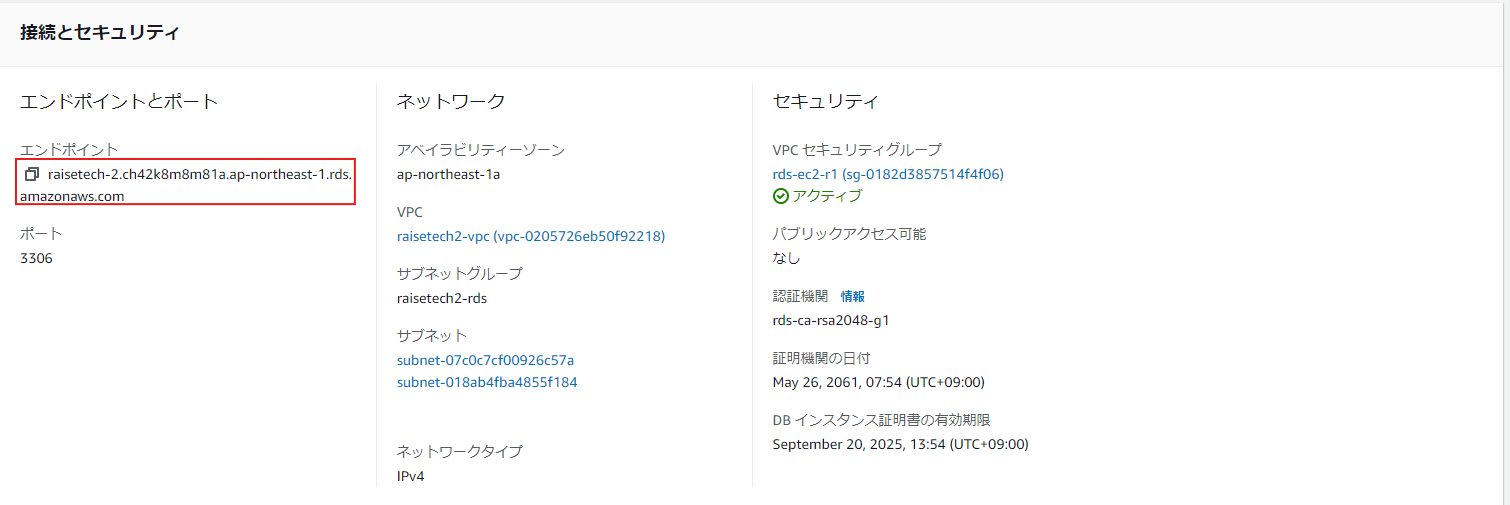 接続とセキュリティ
エンドポイントとポート
エンドポイント
raisetech-2.ch42k8m8m81a.ap-northeast-1.rds.
amazonaws.com
ポート
3306
ネットワーク
アベイラビリティーゾーン
ap-northeast-1a
VPC
raisetech2-vpc (vpc-0205726eb50f92218)
サブネットグループ
raisetech2-rds
サブネット
subnet-07c0c7cf00926c57a
subnet-018ab4fba4855f184
ネットワークタイプ
IPv4
セキュリティ
VPC セキュリティグループ
rds-ec2-r1 (sg-0182d3857514f4f06)
アクティブ
パブリックアクセス可能
なし
認証機関 情報
rds-ca-rsa2048-g1
証明機関の日付
May 26, 2061, 07:54 (UTC+09:00)
DB インスタンス証明書の有効期限
September 20, 2025, 13:54 (UTC+09:00)